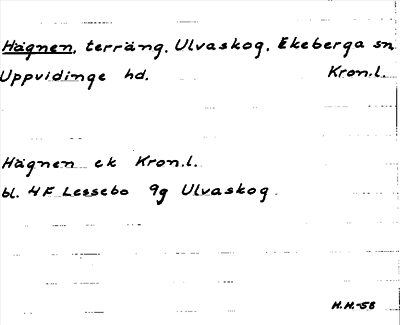 Hägnen, terräng, Ulvaskog, Ekeberga sn
Uppvidinge hd. Kron.l.
Hägnen ek Kron.l.
bl. 4F Lessebo 9g Ulvaskog.
H.H.-58